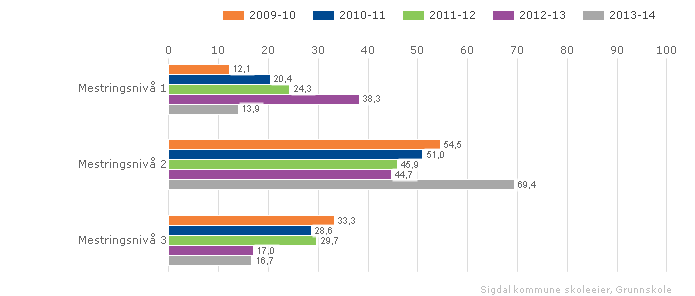 2009-10 2010-11 2011-12 2012-13 2013-14
0 10 20 30 40 50 60 70 80 90 100
Mestringsnivå 1
12,1
20,4
24,3
38,3
13,9
Mestringsnivå 2
54,5
51,0
45,9
44,7
69,4
Mestringsnivå 3
33,3
28,6
29,7
17,0
16,7
Sigdal kommune skoleeier, Grunnskole